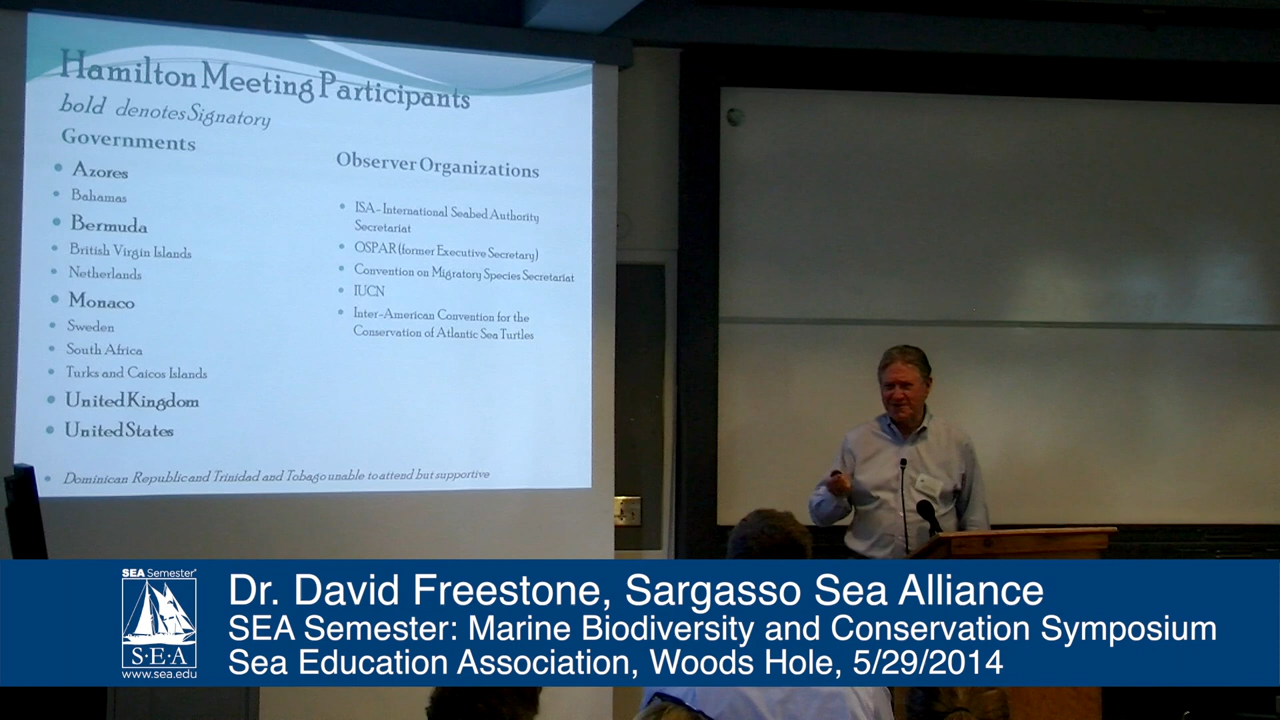 Hamilton Meeting Participants
bold denotes Signatory
Governments
Azores
Bahamas
Bermuda
British Virgin Islands
Netherlands
Monaco
Sweden
South Africa
Turks and Caicos Islands
United Kingdom
United States
Dominican Republic and Trinidad and Tobago unable to attend but supportive
Observer Organizations
ISA-International Seabed Authority
Secretariat
OSPAR (former Executive Secretary)
Convention on Migratory Species Secretariat
IUCN
Inter-American Convention for the
Conservation of Atlantic Sea Turtles
SEA Semester®
S·E·A
www.sea.edu
Dr. David Freestone, Sargasso Sea Alliance
SEA Semester: Marine Biodiversity and Conservation Symposium
Sea Education Association, Woods Hole, 5/29/2014